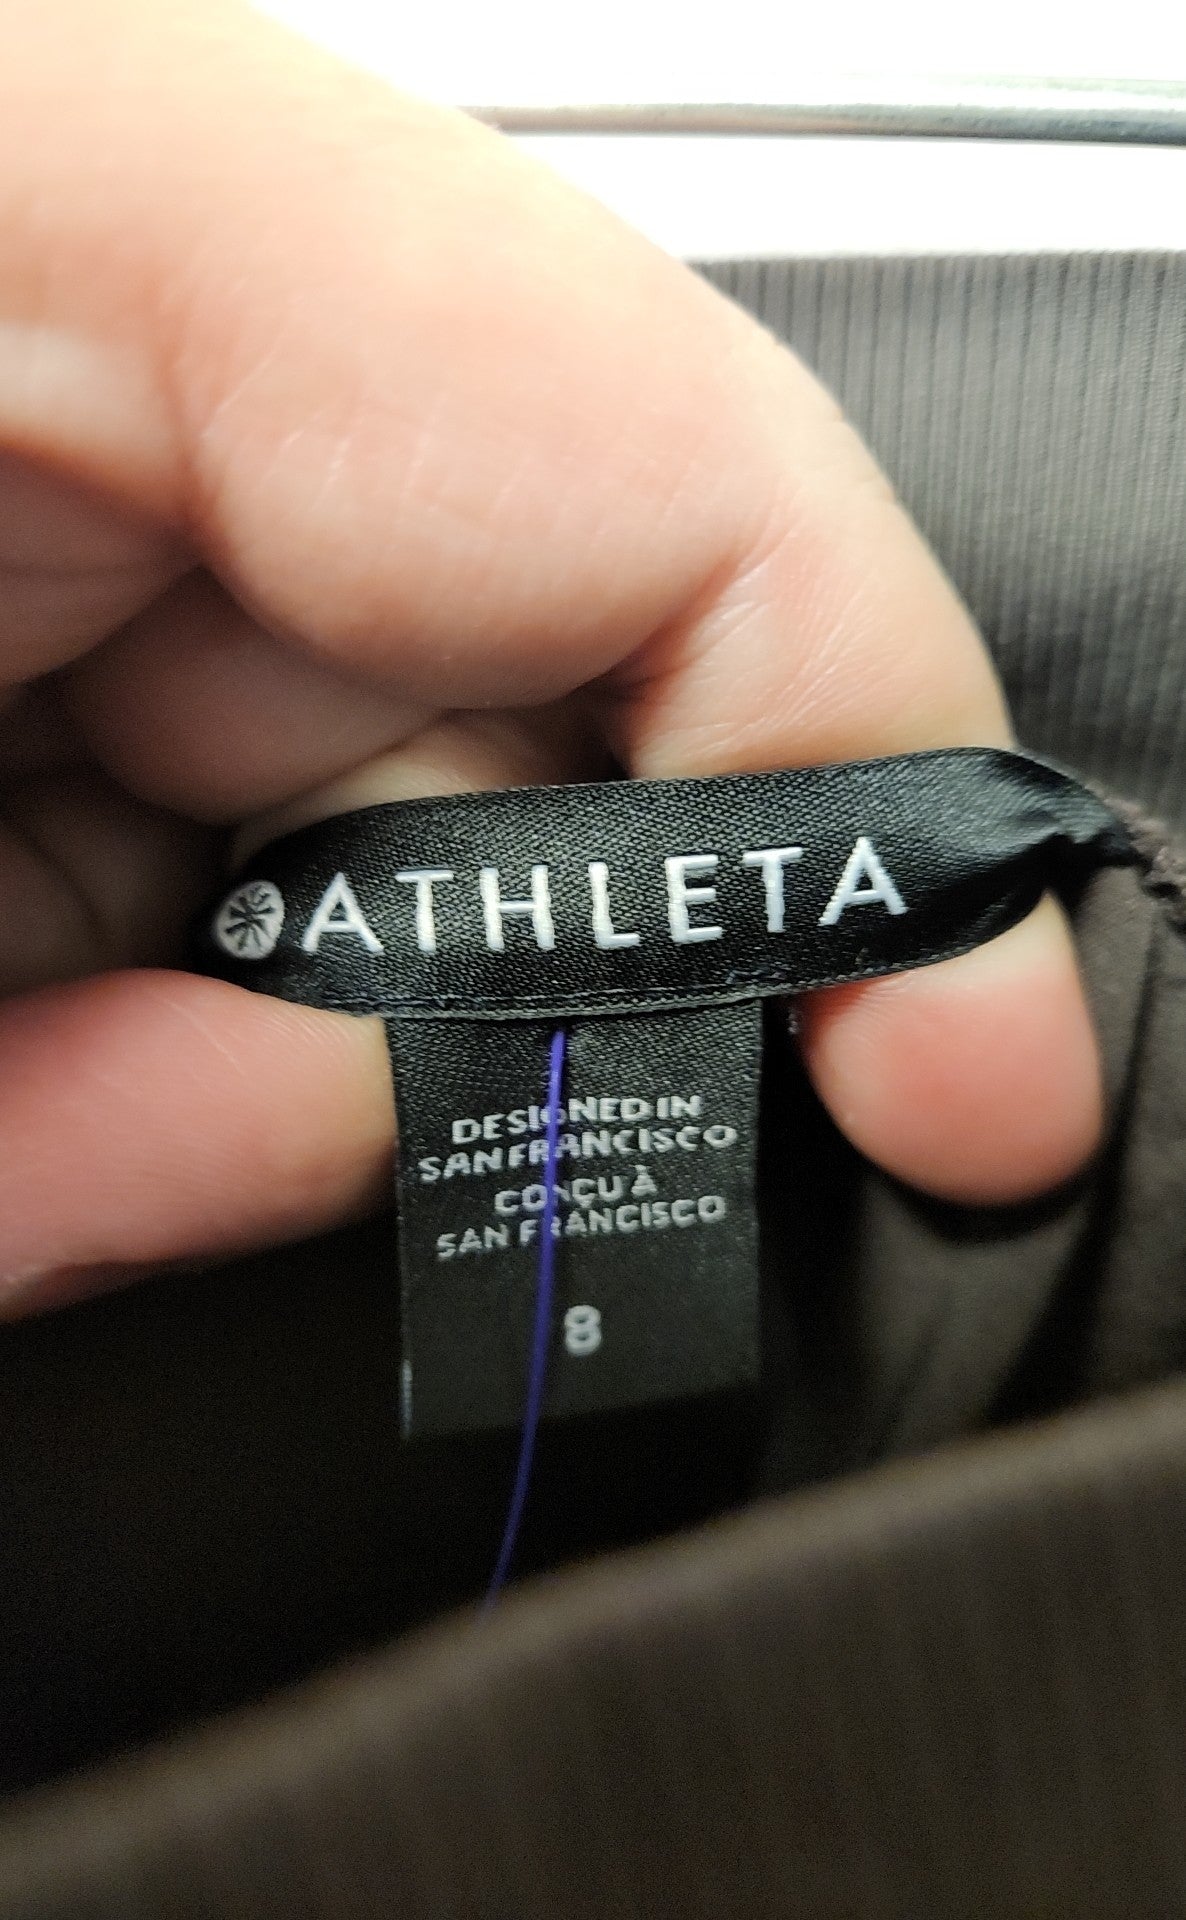 ATHLETA
DESIGNED IN
SAN FRANCISCO
CONÇU À
SAN FRANCISCO
8